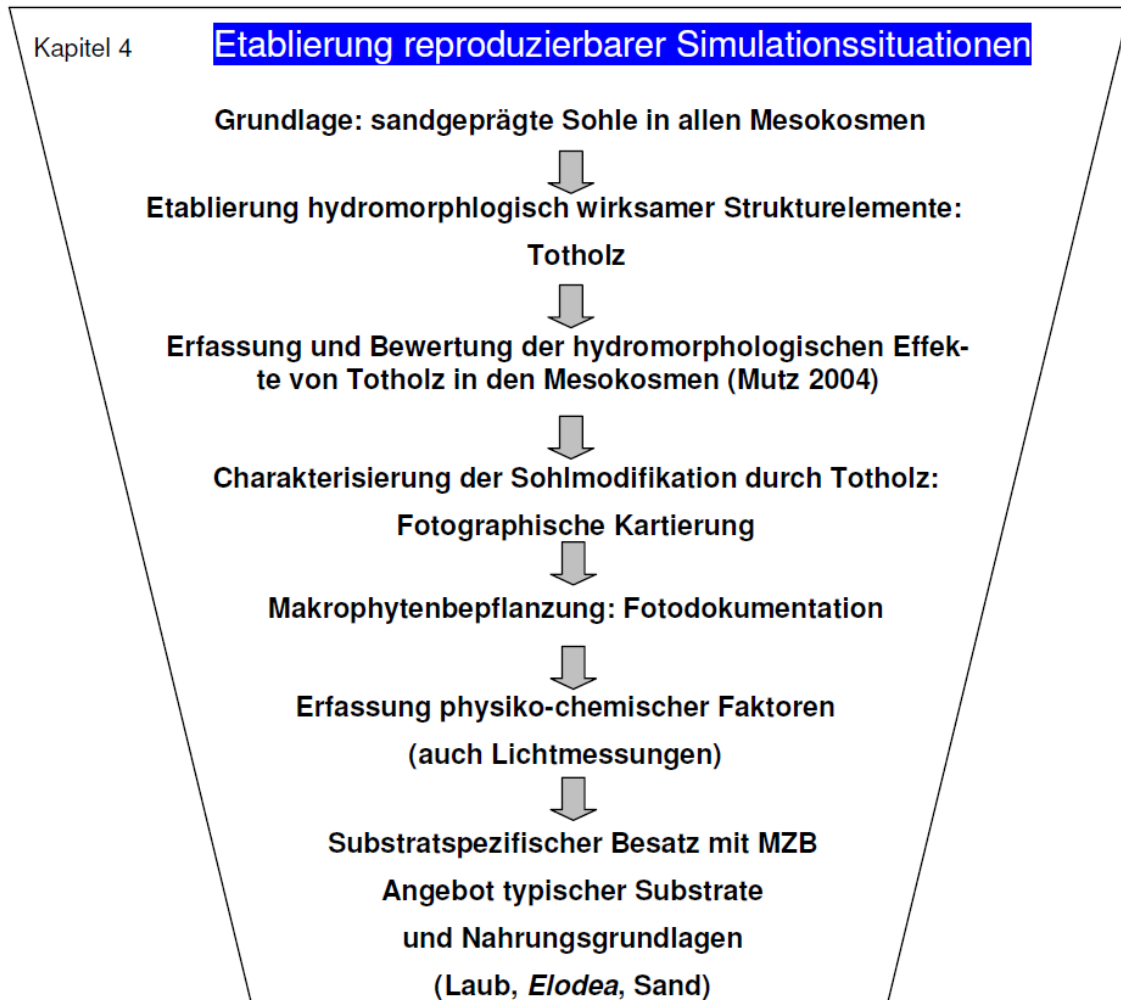 Kapitel 4
Etablierung reproduzierbarer Simulationssituationen
Grundlage: sandgeprägte Sohle in allen Mesokosmen
Etablierung hydromorphlogisch wirksamer Strukturelemente:
Totholz
Erfassung und Bewertung der hydromorphologischen Effek-
te von Totholz in den Mesokosmen (Mutz 2004)
Charakterisierung der Sohlmodifikation durch Totholz:
Fotographische Kartierung
Makrophytenbepflanzung: Fotodokumentation
Erfassung physiko-chemischer Faktoren
(auch Lichtmessungen)
Substratspezifischer Besatz mit MZB
Angebot typischer Substrate
und Nahrungsgrundlagen
(Laub, Elodea, Sand)